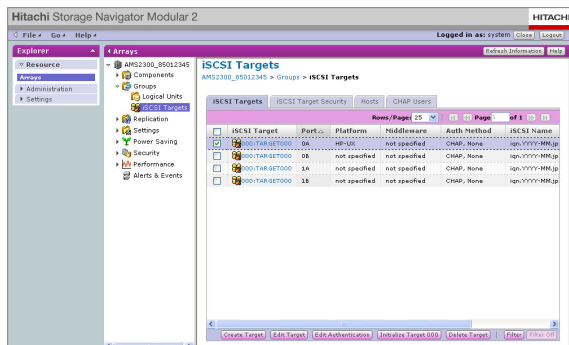 Hitachi Storage Navigator Modular 2
HITACHI
File Go Help
Logged in as: system Close Logout
Explorer
Arrays
Refresh Information Help
Resource
Arrays
Administration
Settings
AMS2300_85012345
Components
Groups
Logical Units
iSCSI Targets
Replication
Settings
Power Saving
Security
Performance
Alerts & Events
iSCSI Targets
AMS2300_85012345 > Groups > iSCSI Targets
iSCSI Targets iSCSI Target Security Hosts CHAP Users
Rows/Page: 25 Page 1 of 1
iSCSI Target Port Platform Middleware Auth Method iSCSI Name
000:TARGET000 0A HP-UX not specified CHAP, None iqn.YYYY-MM.jp
000:TARGET000 0B not specified not specified CHAP, None iqn.YYYY-MM.jp
000:TARGET000 1A not specified not specified CHAP, None iqn.YYYY-MM.jp
000:TARGET000 1B not specified not specified CHAP, None iqn.YYYY-MM.jp
Create Target Edit Target Edit Authentication Initialize Target 000 Delete Target | Filter Filter Off